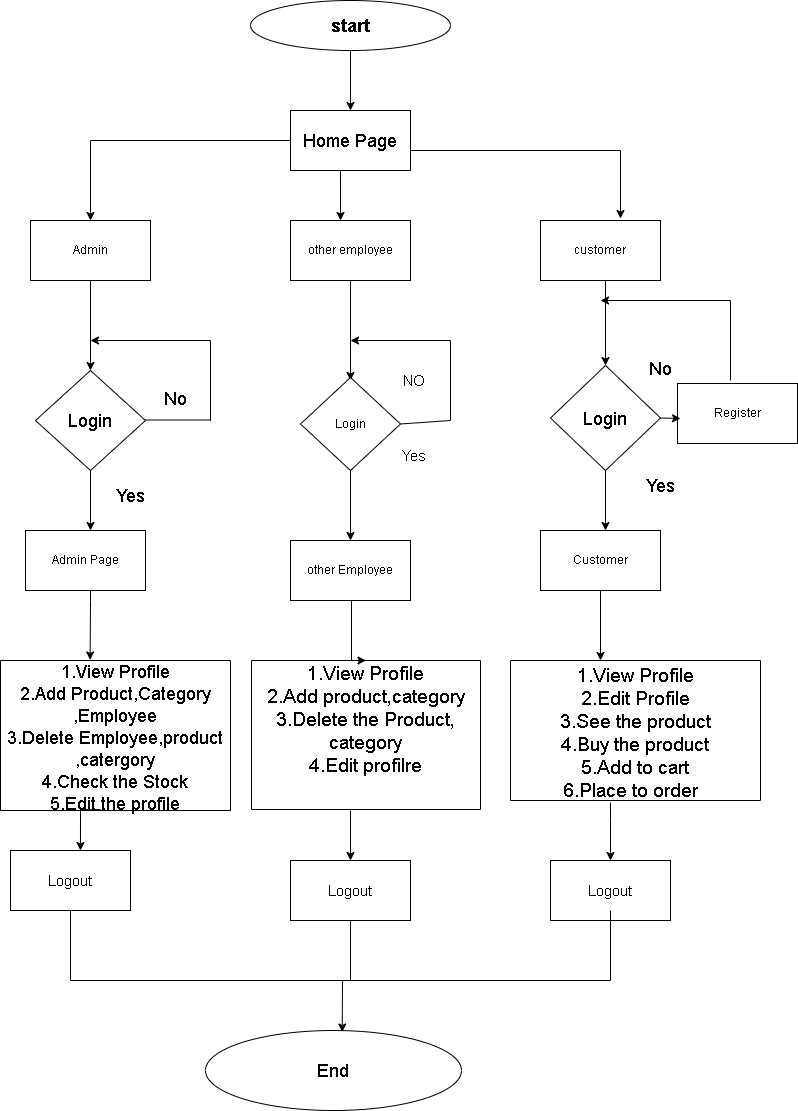 start
Home Page
Admin
other employee
customer
No
Login
NO
Login
Yes
No
Login
Register
Yes
Yes
Admin Page
other Employee
Customer
1.View Profile
2.Add Product,Category
,Employee
3.Delete Employee,product
,catergory
4.Check the Stock
5.Edit the profile
1.View Profile
2.Add product,category
3.Delete the Product,
category
4.Edit profilre
1.View Profile
2.Edit Profile
3.See the product
4.Buy the product
5.Add to cart
6.Place to order
Logout
Logout
Logout
End